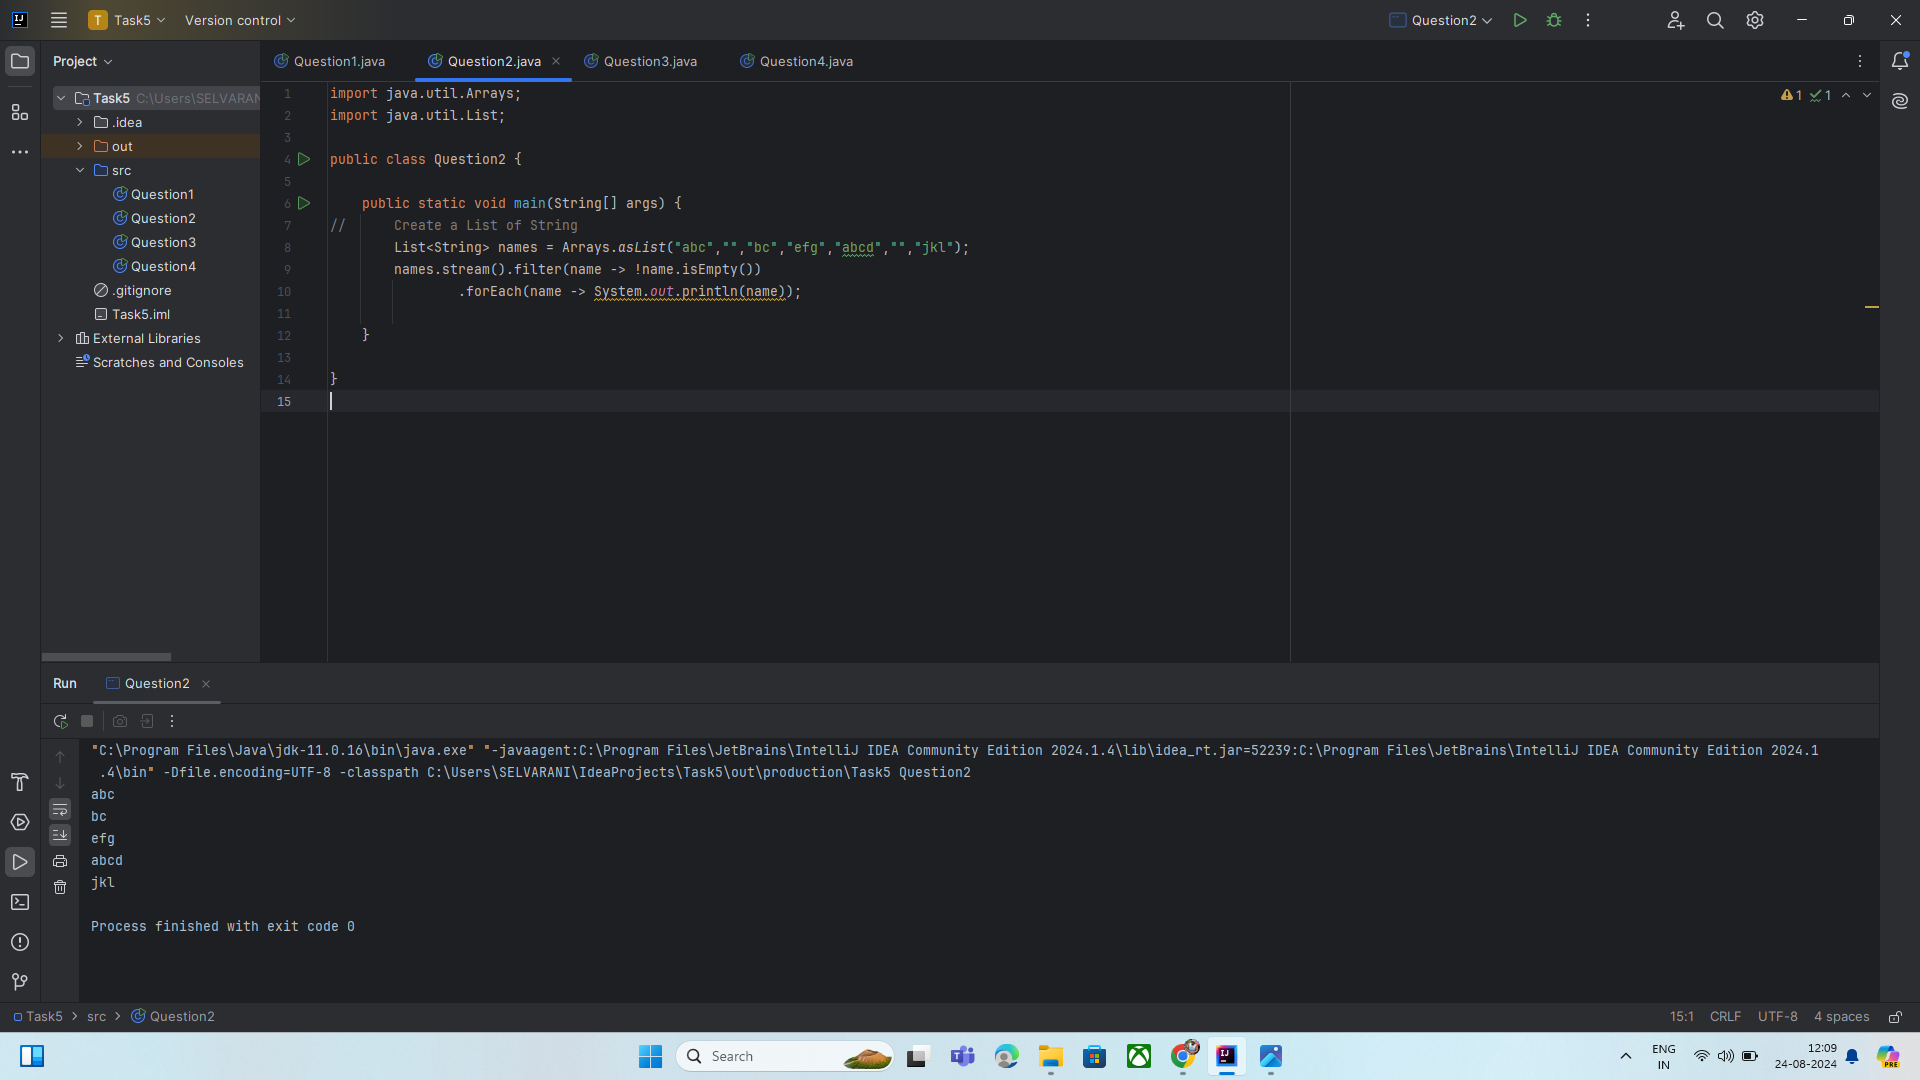 T Task5 Version control Question2
Project Question1.java Question2.java Question3.java Question4.java
Task5 C:\Users\SELVARAN
.idea
out
src
Question1
Question2
Question3
Question4
.gitignore
Task5.iml
External Libraries
Scratches and Consoles
1 import java.util.Arrays;
2 import java.util.List;
3
4 public class Question2 {
5
6 public static void main(String[] args) {
7 // Create a List of String
8 List<String> names = Arrays.asList("abc","","bc","efg","abcd","","jkl");
9 names.stream().filter(name -> !name.isEmpty())
10 .forEach(name -> System.out.println(name));
11
12 }
13
14 }
15
1 1
Run Question2
"C:\Program Files\Java\jdk-11.0.16\bin\java.exe" "-javaagent:C:\Program Files\JetBrains\IntelliJ IDEA Community Edition 2024.1.4\lib\idea_rt.jar=52239:C:\Program Files\JetBrains\IntelliJ IDEA Community Edition 2024.1
.4\bin" -Dfile.encoding=UTF-8 -classpath C:\Users\SELVARANI\IdeaProjects\Task5\out\production\Task5 Question2
abc
bc
efg
abcd
jkl
Process finished with exit code 0
Task5 > src > Question2 15:1 CRLF UTF-8 4 spaces
Search
ENG
IN
12:09
24-08-2024
PRE